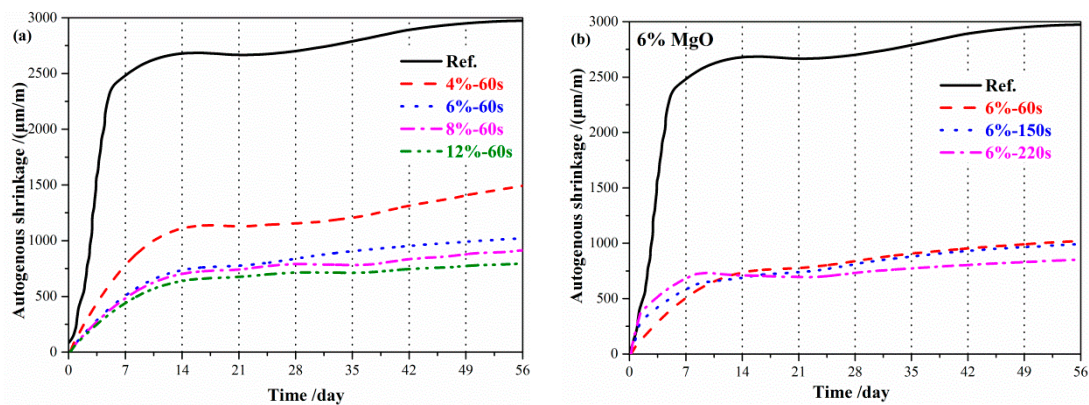 (a)
Ref.
4%-60s
6%-60s
8%-60s
12%-60s
Autogenous shrinkage /(μm/m)
3000
2500
2000
1500
1000
500
0
0 7 14 21 28 35 42 49 56
Time /day
(b) 6% MgO
Ref.
6%-60s
6%-150s
6%-220s
Autogenous shrinkage /(μm/m)
3000
2500
2000
1500
1000
500
0
0 7 14 21 28 35 42 49 56
Time /day